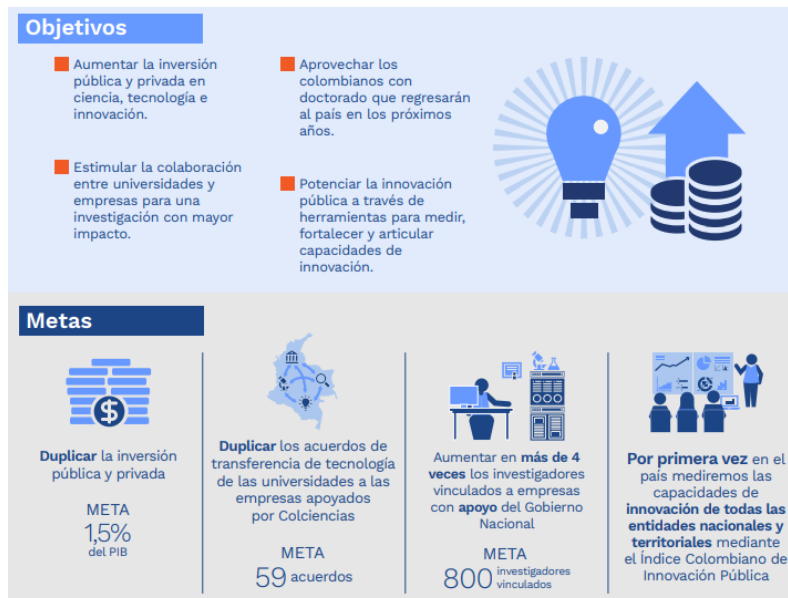 Objetivos
Aumentar la inversión
pública y privada en
ciencia, tecnología e
innovación.
Estimular la colaboración
entre universidades y
empresas para una
investigación con mayor
impacto.
Aprovechar los
colombianos con
doctorado que regresarán
al país en los próximos
años.
Potenciar la innovación
pública a través de
herramientas para medir,
fortalecer y articular
capacidades de
innovación.
Metas
$
Duplicar la inversión
pública y privada
META
1,5%
del PIB
Duplicar los acuerdos de
transferencia de tecnología
de las universidades a las
empresas apoyados
por Colciencias
META
59 acuerdos
Aumentar en más de 4
veces los investigadores
vinculados a empresas
con apoyo del Gobierno
Nacional
META
800 investigadores
vinculados
Por primera vez en el
país mediremos las
capacidades de
innovación de todas las
entidades nacionales y
territoriales mediante
el Índice Colombiano de
Innovación Pública